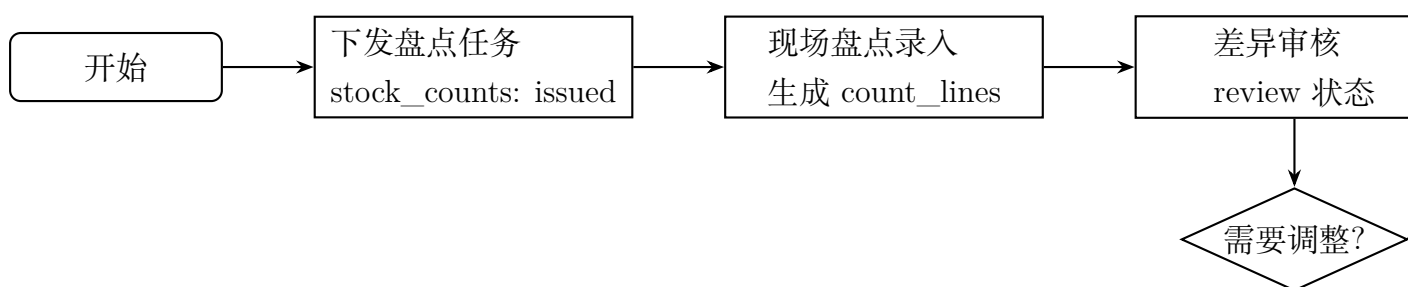 开始
下发盘点任务
stock_counts: issued
现场盘点录入
生成 count_lines
差异审核
review 状态
需要调整?